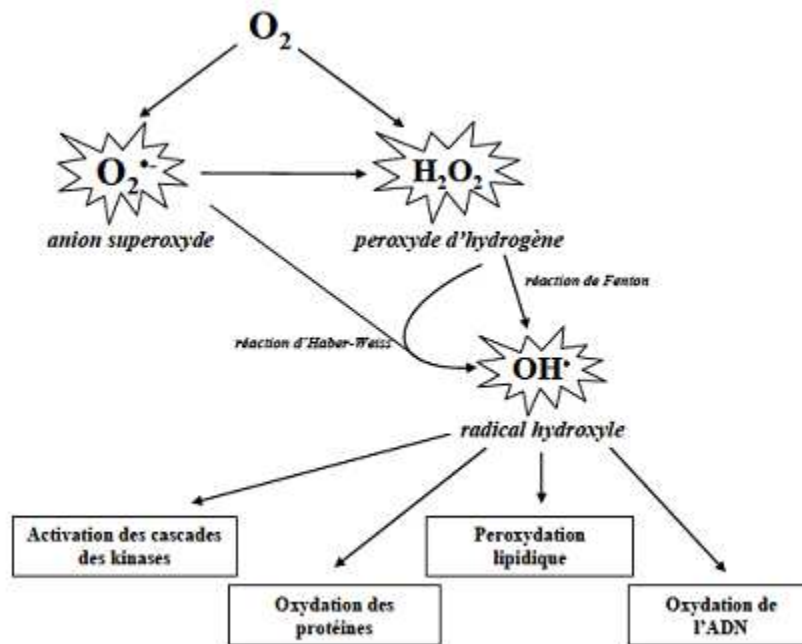 O₂
O₂•-
H₂O₂
anion superoxyde
peroxyde d'hydrogène
réaction de Fenton
réaction d'Haber-Weiss
OH•
radical hydroxyle
Activation des cascades
des kinases
Peroxydation
lipidique
Oxydation des
protéines
Oxydation de
l'ADN